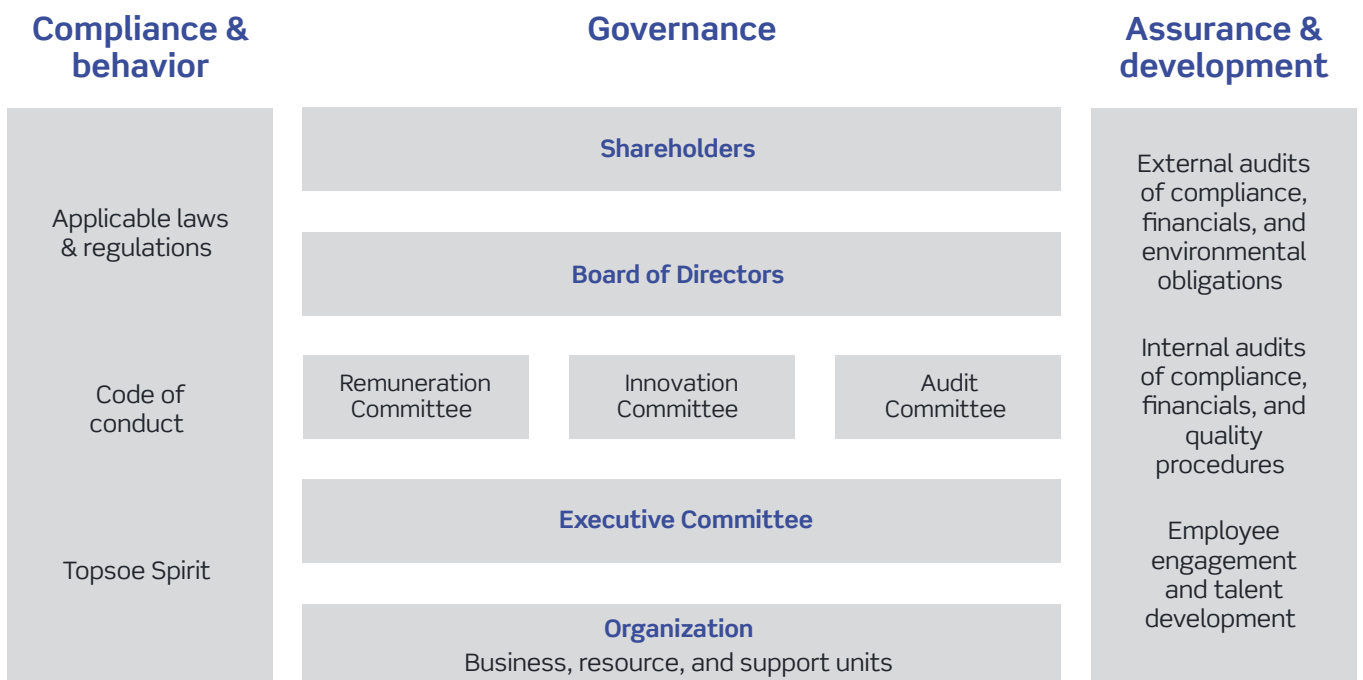 Compliance &
behavior
Applicable laws
& regulations
Code of
conduct
Topsoe Spirit
Governance
Shareholders
Board of Directors
Remuneration
Committee
Innovation
Committee
Audit
Committee
Executive Committee
Organization
Business, resource, and support units
Assurance &
development
External audits
of compliance,
financials, and
environmental
obligations
Internal audits
of compliance,
financials, and
quality
procedures
Employee
engagement
and talent
development